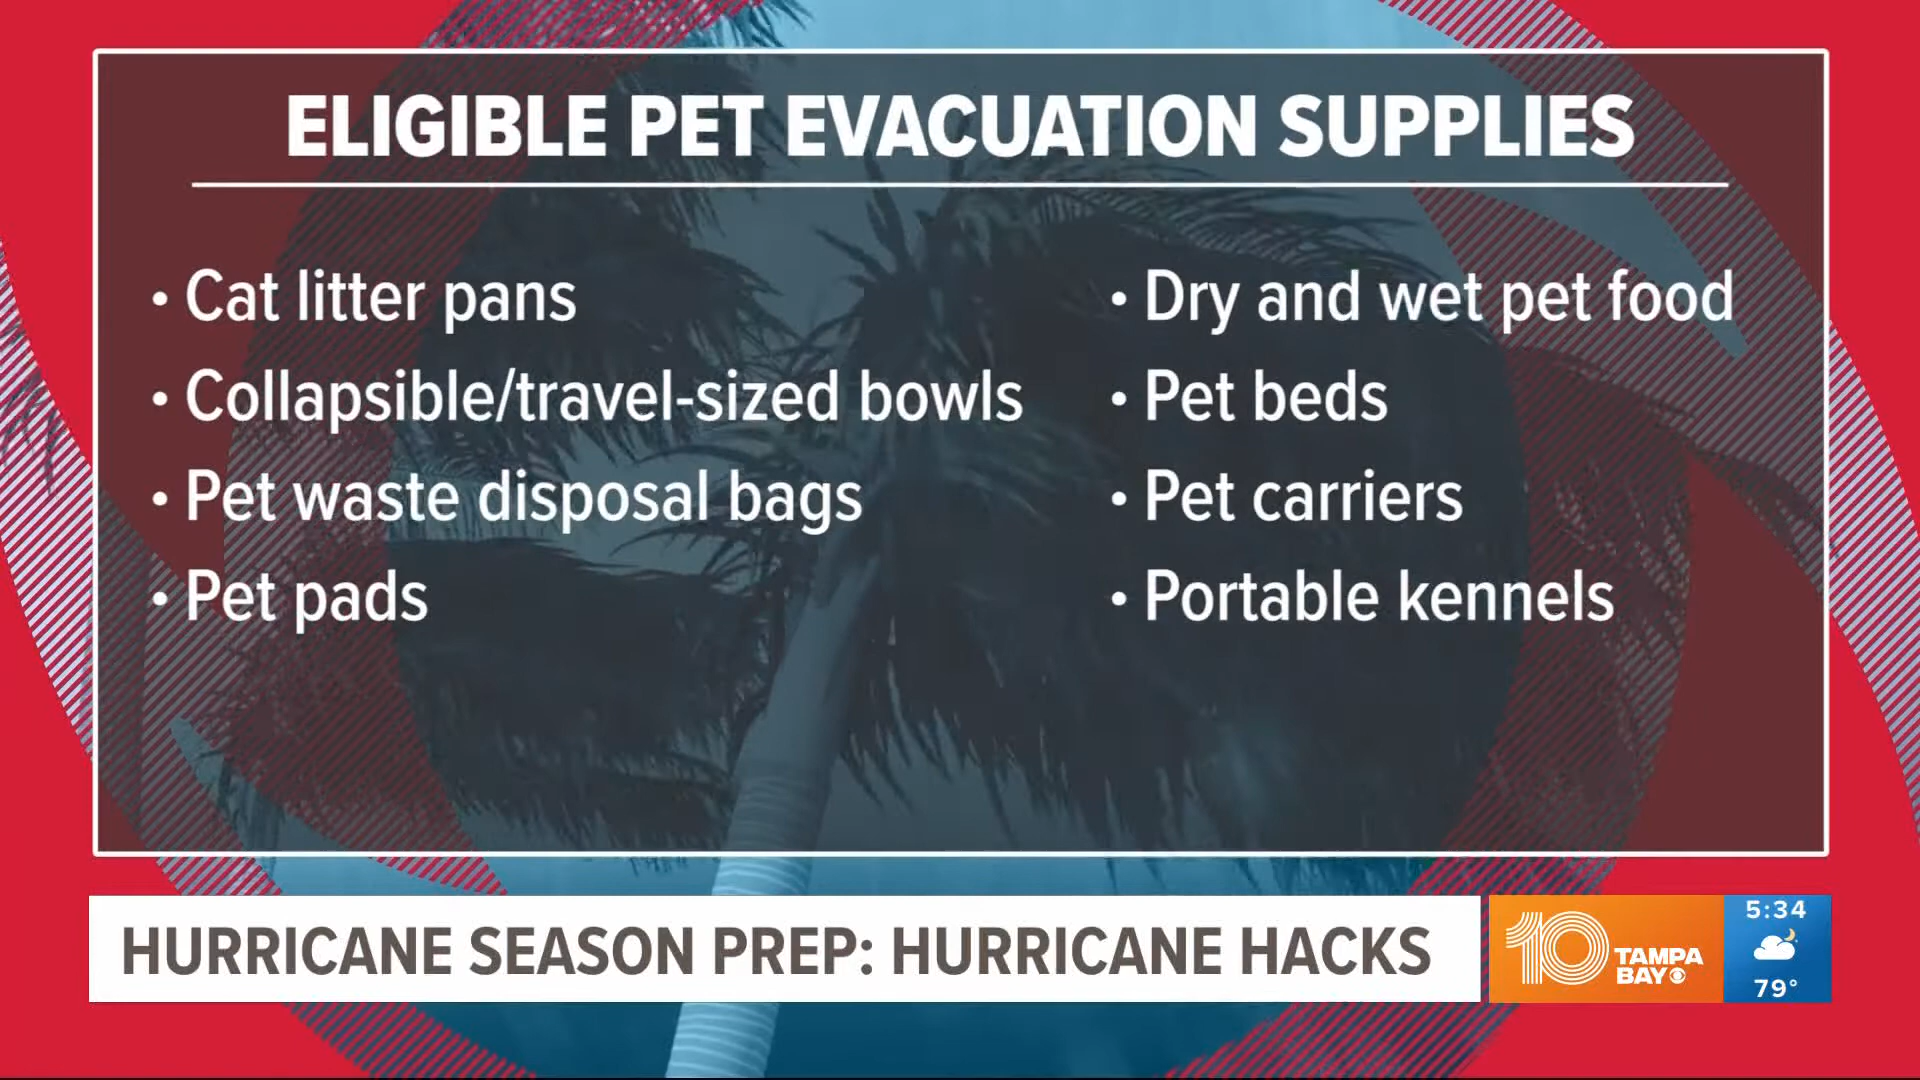 ELIGIBLE PET EVACUATION SUPPLIES
• Cat litter pans
• Collapsible/travel-sized bowls
• Pet waste disposal bags
• Pet pads
• Dry and wet pet food
• Pet beds
• Pet carriers
• Portable kennels
HURRICANE SEASON PREP: HURRICANE HACKS
10 TAMPA
BAY
5:34
79°